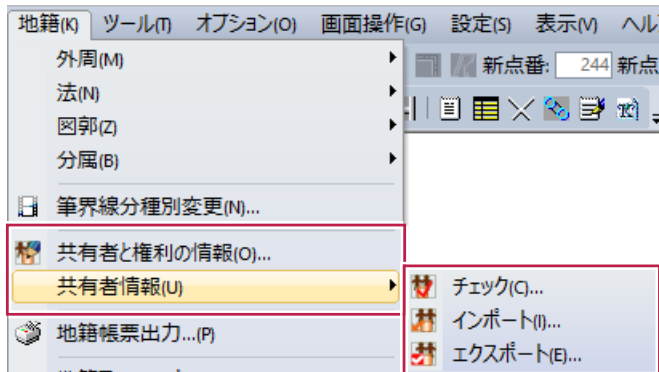 地籍(K) ツール(T) オプション(O) 画面操作(G) 設定(S) 表示(V) ヘル
外周(M)
新点番: 244 新点
法(N)
図郭(Z)
分属(B)
筆界線分種別変更(N)...
共有者と権利の情報(O)...
共有者情報(U)
チェック(C)...
インポート(I)...
地籍帳票出力...(P)
エクスポート(E)...